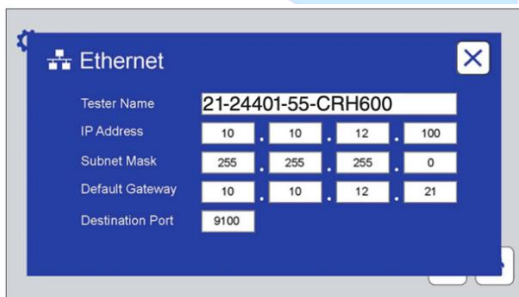 Ethernet
Tester Name 21-24401-55-CRH600
IP Address 10 . 10 . 12 . 100
Subnet Mask 255 . 255 . 255 . 0
Default Gateway 10 . 10 . 12 . 21
Destination Port 9100